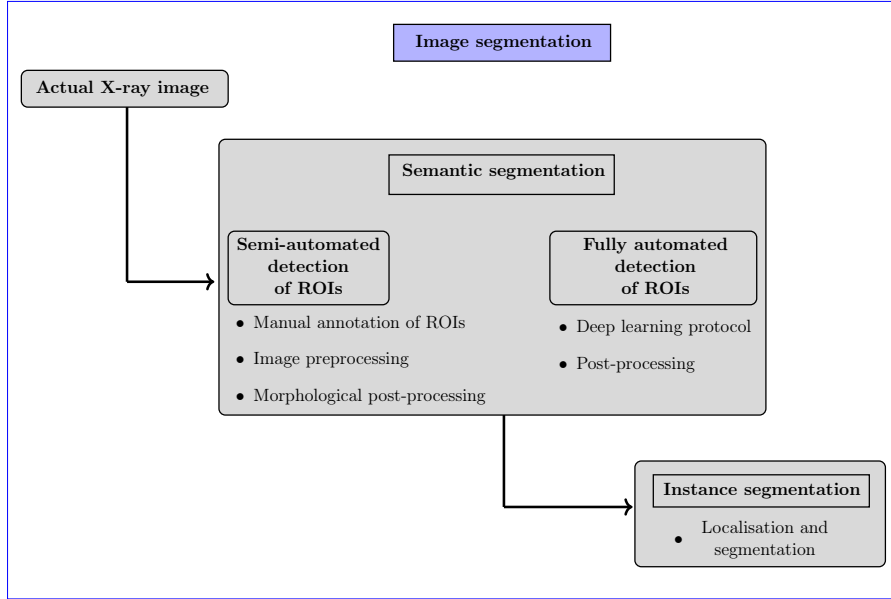 Image segmentation
Actual X-ray image
Semantic segmentation
Semi-automated
detection
of ROIs
• Manual annotation of ROIs
• Image preprocessing
• Morphological post-processing
Fully automated
detection
of ROIs
• Deep learning protocol
• Post-processing
Instance segmentation
• Localisation and
segmentation